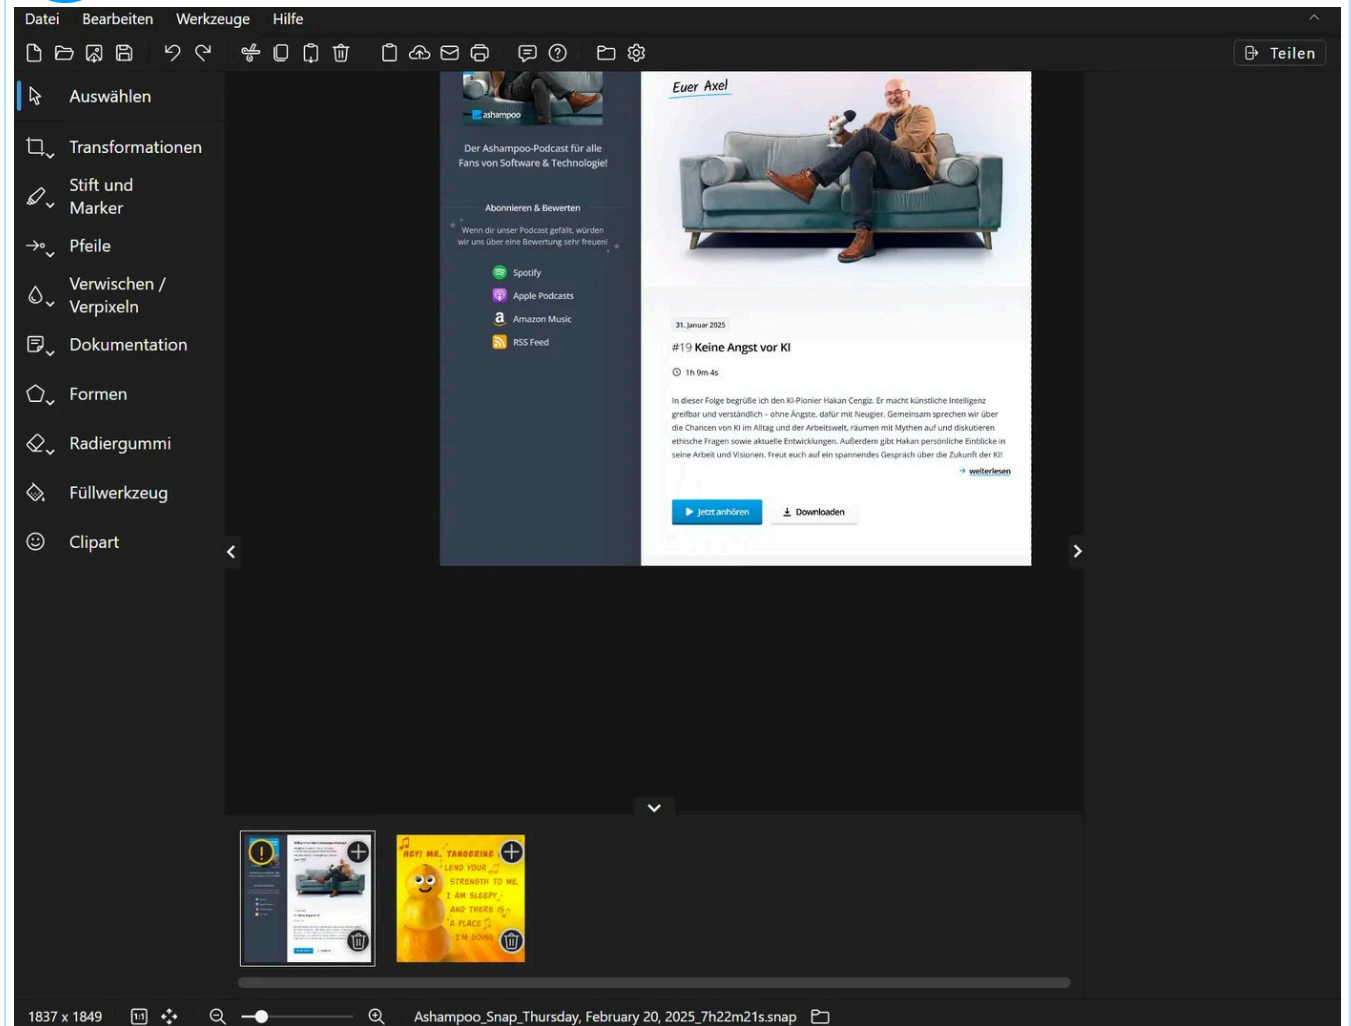 Datei Bearbeiten Werkzeuge Hilfe
Teilen
Auswählen
Transformationen
Stift und
Marker
Pfeile
Verwischen /
Verpixeln
Dokumentation
Formen
Radiergummi
Füllwerkzeug
Clipart
ashampoo
Der Ashampoo-Podcast für alle
Fans von Software & Technologie!
Abonnieren & Bewerten
Wenn dir unser Podcast gefällt, würden
wir uns über eine Bewertung sehr freuen!
Spotify
Apple Podcasts
Amazon Music
RSS Feed
Euer Axel
31. Januar 2025
#19 Keine Angst vor KI
1h 9m 4s
In dieser Folge begrüße ich den KI-Pionier Hakan Cengiz. Er macht künstliche Intelligenz
greifbar und verständlich – ohne Ängste, dafür mit Neugier. Gemeinsam sprechen wir über
die Chancen von KI im Alltag und der Arbeitswelt, räumen mit Mythen auf und diskutieren
ethische Fragen sowie aktuelle Entwicklungen. Außerdem gibt Hakan persönliche Einblicke in
seine Arbeit und Visionen. Freut euch auf ein spannendes Gespräch über die Zukunft der KI!
weiterlesen
Jetzt anhören
Downloaden
HEY! MR. TANGERINE
LEND YOUR
STRENGTH TO ME,
I AM SLEEPY
AND THERE IS
A PLACE
I'M GOING
1837 x 1849
1:1
Ashampoo_Snap_Thursday, February 20, 2025_7h22m21s.snap